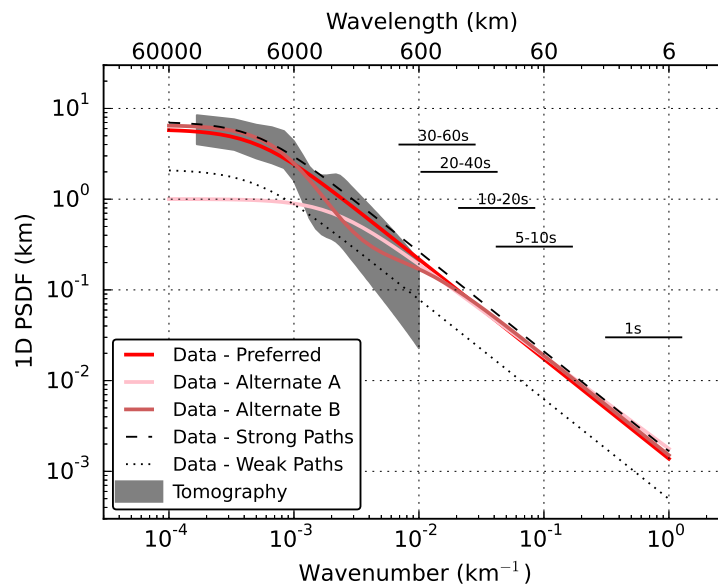 Wavelength (km)
60000 6000 600 60 6
10^1
10^0
10^-1
10^-2
10^-3
1D PSDF (km)
30-60s
20-40s
10-20s
5-10s
1s
Data - Preferred
Data - Alternate A
Data - Alternate B
Data - Strong Paths
Data - Weak Paths
Tomography
10^-4 10^-3 10^-2 10^-1 10^0
Wavenumber (km^-1)